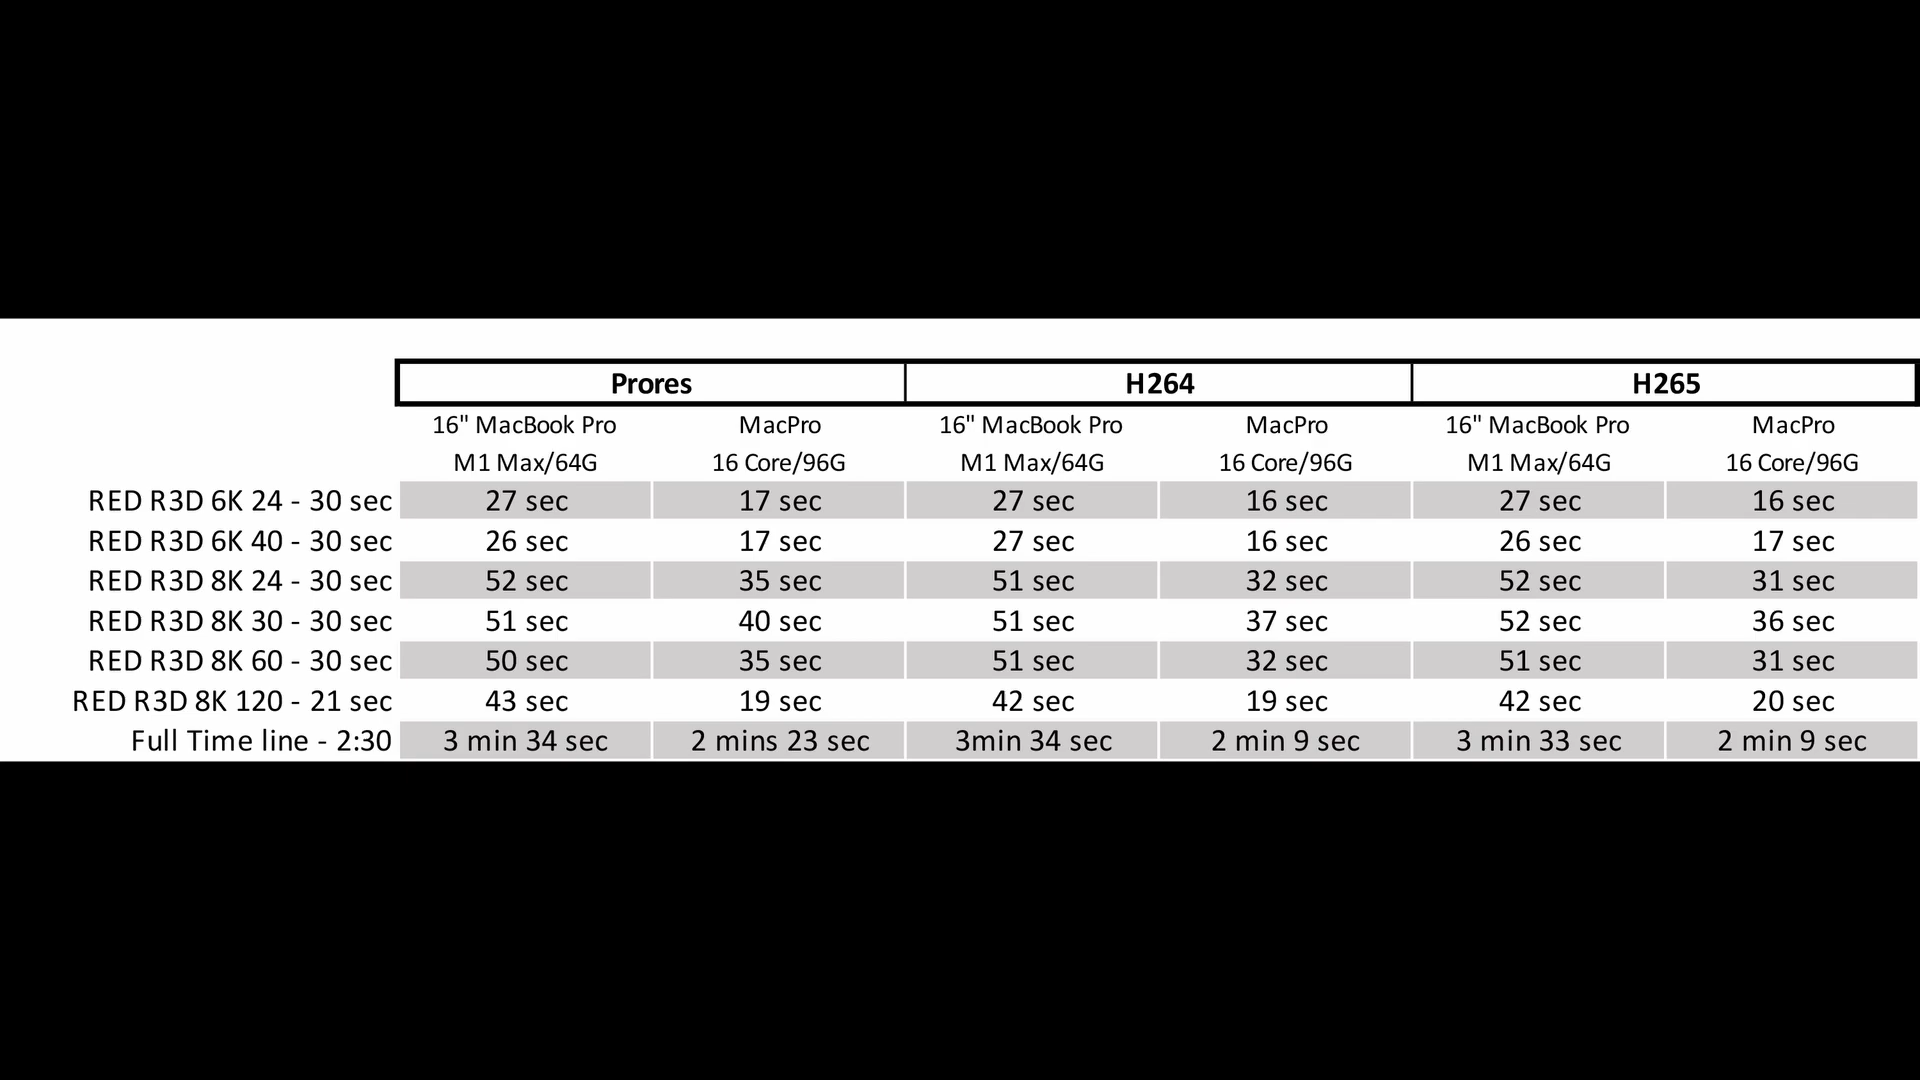 Prores H264 H265
16" MacBook Pro MacPro 16" MacBook Pro MacPro 16" MacBook Pro MacPro
M1 Max/64G 16 Core/96G M1 Max/64G 16 Core/96G M1 Max/64G 16 Core/96G
RED R3D 6K 24 - 30 sec 27 sec 17 sec 27 sec 16 sec 27 sec 16 sec
RED R3D 6K 40 - 30 sec 26 sec 17 sec 27 sec 16 sec 26 sec 17 sec
RED R3D 8K 24 - 30 sec 52 sec 35 sec 51 sec 32 sec 52 sec 31 sec
RED R3D 8K 30 - 30 sec 51 sec 40 sec 51 sec 37 sec 52 sec 36 sec
RED R3D 8K 60 - 30 sec 50 sec 35 sec 51 sec 32 sec 51 sec 31 sec
RED R3D 8K 120 - 21 sec 43 sec 19 sec 42 sec 19 sec 42 sec 20 sec
Full Time line - 2:30 3 min 34 sec 2 mins 23 sec 3min 34 sec 2 min 9 sec 3 min 33 sec 2 min 9 sec